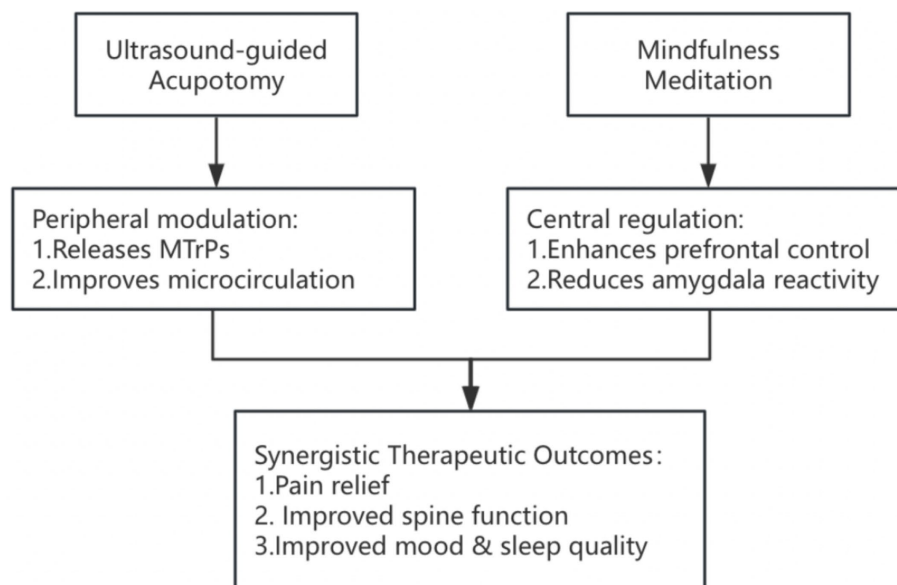 Ultrasound-guided
Acupotomy
Mindfulness
Meditation
Peripheral modulation:
1.Releases MTrPs
2.Improves microcirculation
Central regulation:
1.Enhances prefrontal control
2.Reduces amygdala reactivity
Synergistic Therapeutic Outcomes:
1.Pain relief
2. Improved spine function
3.Improved mood & sleep quality